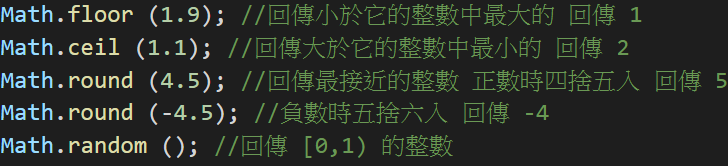 Math.floor (1.9); //回傳小於它的整數中最大的 回傳 1
Math.ceil (1.1); //回傳大於它的整數中最小的 回傳 2
Math.round (4.5); //回傳最接近的整數 正數時四捨五入 回傳 5
Math.round (-4.5); //負數時五捨六入 回傳 -4
Math.random (); //回傳 [0,1) 的整數